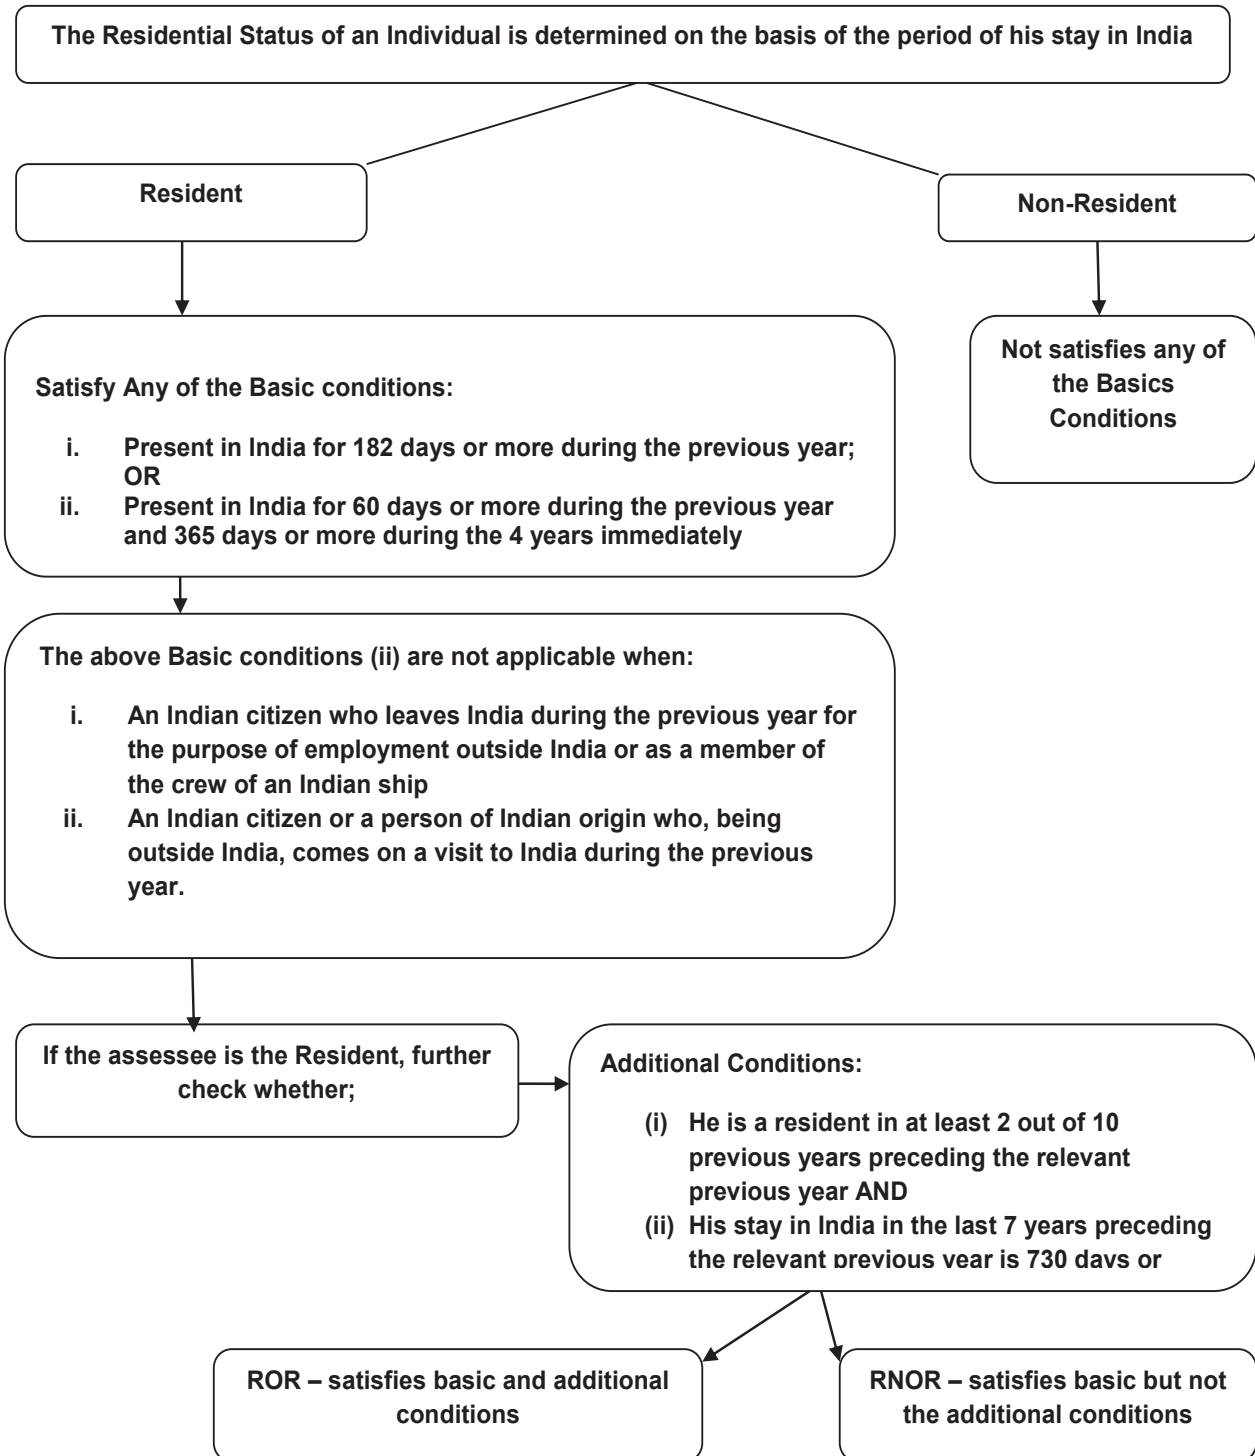 The Residential Status of an Individual is determined on the basis of the period of his stay in India
Resident
Non-Resident
Satisfy Any of the Basic conditions:
i. Present in India for 182 days or more during the previous year;
OR
ii. Present in India for 60 days or more during the previous year
and 365 days or more during the 4 years immediately
Not satisfies any of
the Basics
Conditions
The above Basic conditions (ii) are not applicable when:
i. An Indian citizen who leaves India during the previous year for
the purpose of employment outside India or as a member of
the crew of an Indian ship
ii. An Indian citizen or a person of Indian origin who, being
outside India, comes on a visit to India during the previous
year.
If the assessee is the Resident, further
check whether;
Additional Conditions:
(i) He is a resident in at least 2 out of 10
previous years preceding the relevant
previous year AND
(ii) His stay in India in the last 7 years preceding
the relevant previous year is 730 days or
ROR – satisfies basic and additional
conditions
RNOR – satisfies basic but not
the additional conditions